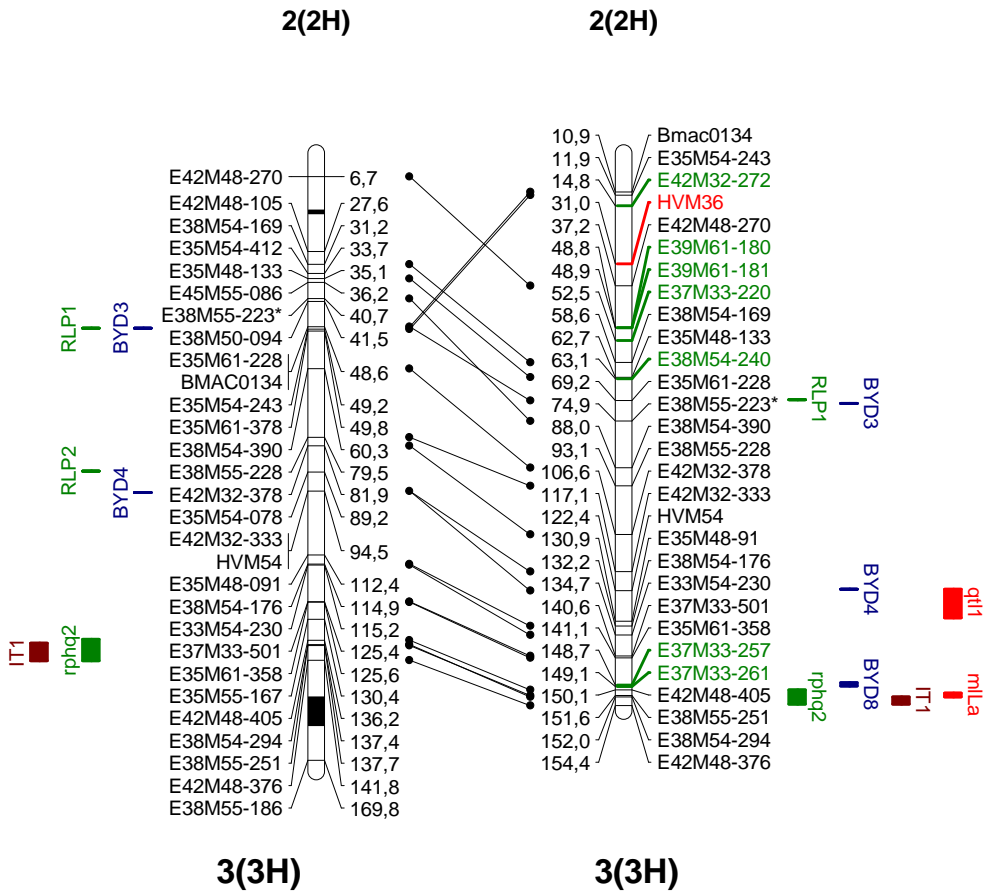 2(2H)
2(2H)
E42M48-270 6,7
E42M48-105 27,6
E38M54-169 31,2
E35M54-412 33,7
E35M48-133 35,1
E45M55-086 36,2
E38M55-223* 40,7
E38M50-094 41,5
E35M61-228
BMAC0134 48,6
E35M54-243 49,2
E35M61-378 49,8
E38M54-390 60,3
E38M55-228 79,5
E42M32-378 81,9
E35M54-078 89,2
E42M32-333
HVM54 94,5
E35M48-091 112,4
E38M54-176 114,9
E33M54-230 115,2
E37M33-501 125,4
E35M61-358 125,6
E35M55-167 130,4
E42M48-405 136,2
E38M54-294 137,4
E38M55-251 137,7
E42M48-376 141,8
E38M55-186 169,8
RLP1
BYD3
RLP2
BYD4
IT1
rphq2
10,9 Bmac0134
11,9 E35M54-243
14,8 E42M32-272
31,0 HVM36
37,2 E42M48-270
48,8 E39M61-180
48,9 E39M61-181
52,5 E37M33-220
58,6 E38M54-169
62,7 E35M48-133
63,1 E38M54-240
69,2 E35M61-228
74,9 E38M55-223*
88,0 E38M54-390
93,1 E38M55-228
106,6 E42M32-378
117,1 E42M32-333
122,4 HVM54
130,9 E35M48-91
132,2 E38M54-176
134,7 E33M54-230
140,6 E37M33-501
141,1 E35M61-358
148,7 E37M33-257
149,1 E37M33-261
150,1 E42M48-405
151,6 E38M55-251
152,0 E38M54-294
154,4 E42M48-376
RLP1
BYD3
BYD4
qtl1
rphq2
BYD8
IT1
mlLa
3(3H)
3(3H)